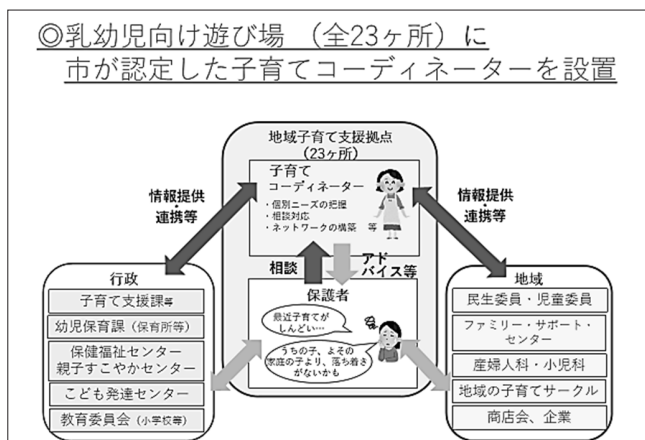 ◎乳幼児向け遊び場 （全23ヶ所）に
市が認定した子育てコーディネーターを設置
地域子育て支援拠点
（23ヶ所）
子育て
コーディネーター
・個別ニーズの把握
・相談対応
・ネットワークの構築 等
情報提供
・連携等
情報提供
・連携等
相談
アド
バイス等
行政
子育て支援課等
幼児保育課（保育所等）
保健福祉センター
親子すこやかセンター
こども発達センター
教育委員会（小学校等）
保護者
最近子育てが
しんどい…
うちの子、よその
家庭の子より、落ち着き
がないかも
地域
民生委員・児童委員
ファミリー・サポート・
センター
産婦人科・小児科
地域の子育てサークル
商店会、企業